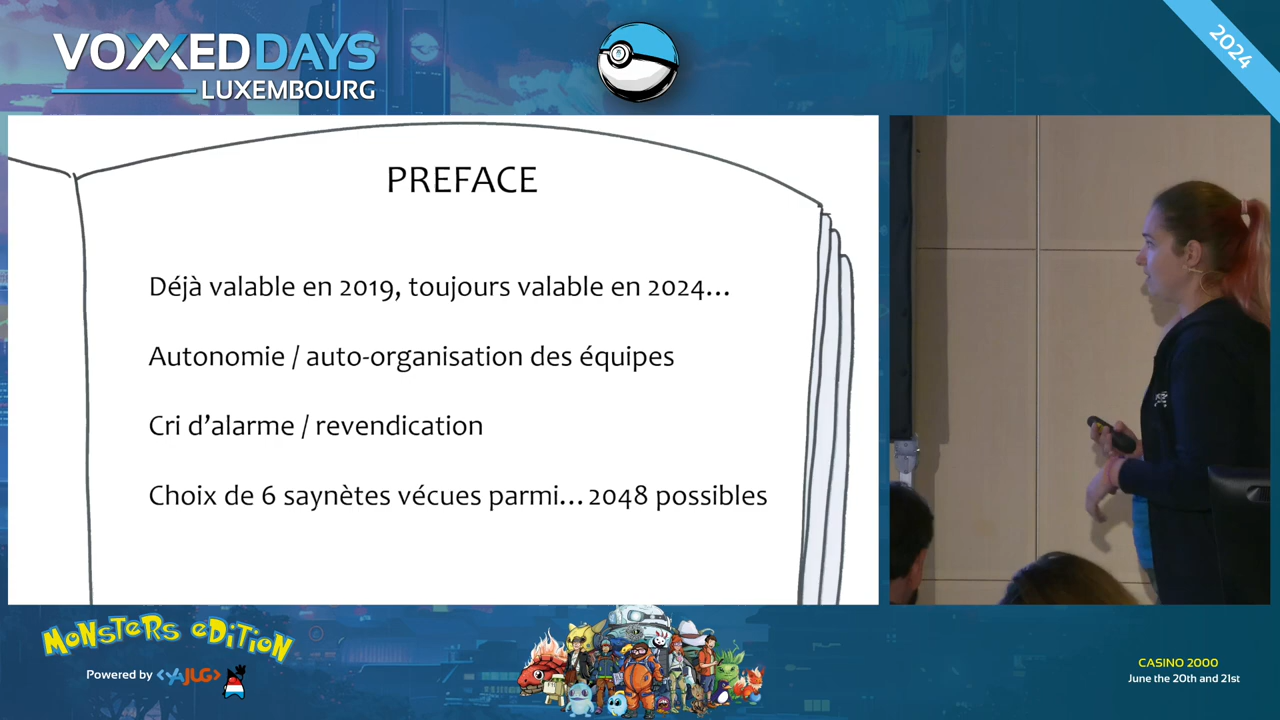 VOXXED DAYS
LUXEMBOURG
2024
PREFACE
Déjà valable en 2019, toujours valable en 2024…
Autonomie / auto-organisation des équipes
Cri d’alarme / revendication
Choix de 6 saynètes vécues parmi… 2048 possibles
MONSTERS EDITION
Powered by <YAJUG>
CASINO 2000
June the 20th and 21st